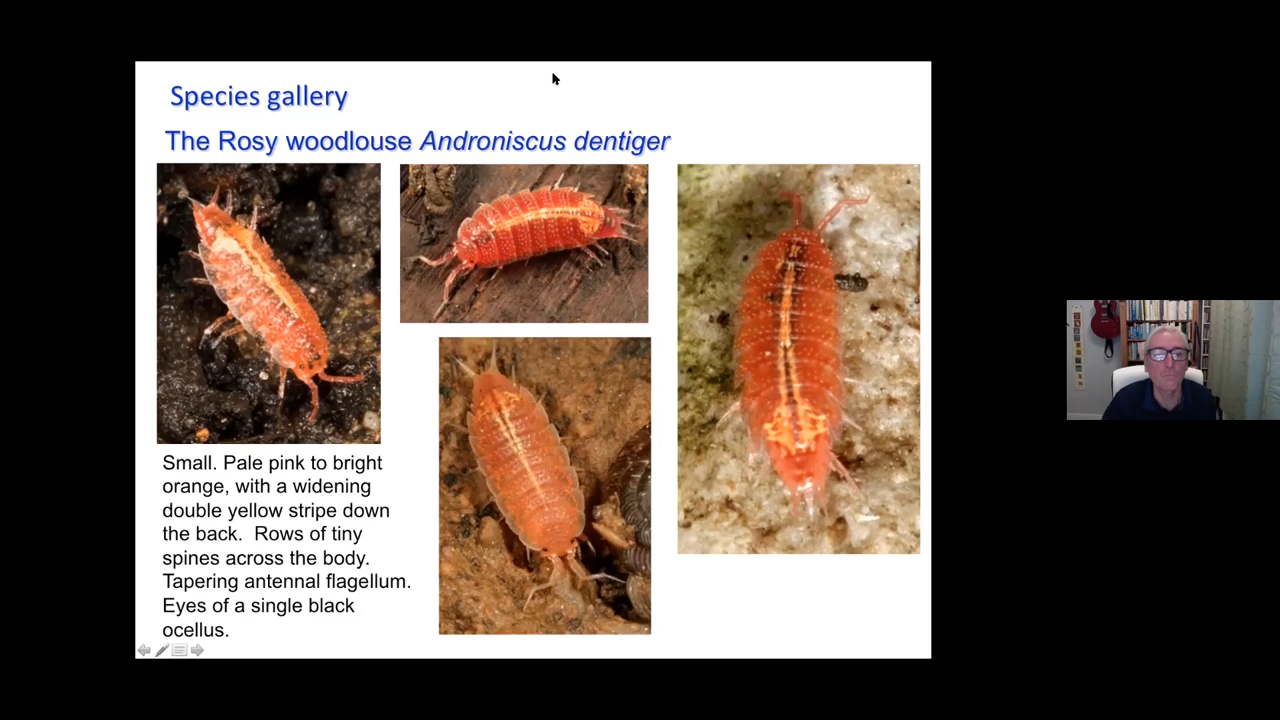 Species gallery
The Rosy woodlouse Androniscus dentiger
Small. Pale pink to bright
orange, with a widening
double yellow stripe down
the back. Rows of tiny
spines across the body.
Tapering antennal flagellum.
Eyes of a single black
ocellus.